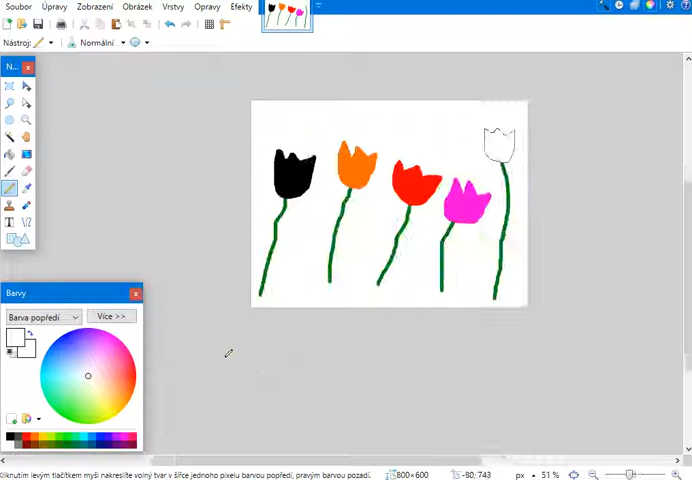 Soubor Úpravy Zobrazení Obrázek Vrstvy Opravy Efekty
Nástroj: Normální
N...
T
Barvy
Barva popředí Více >>
Kliknutím levým tlačítkem myši nakreslíte volný tvar v šířce jednoho pixelu barvou popředí, pravým barvou pozadí. 800×600 -80; 743 px 51 %